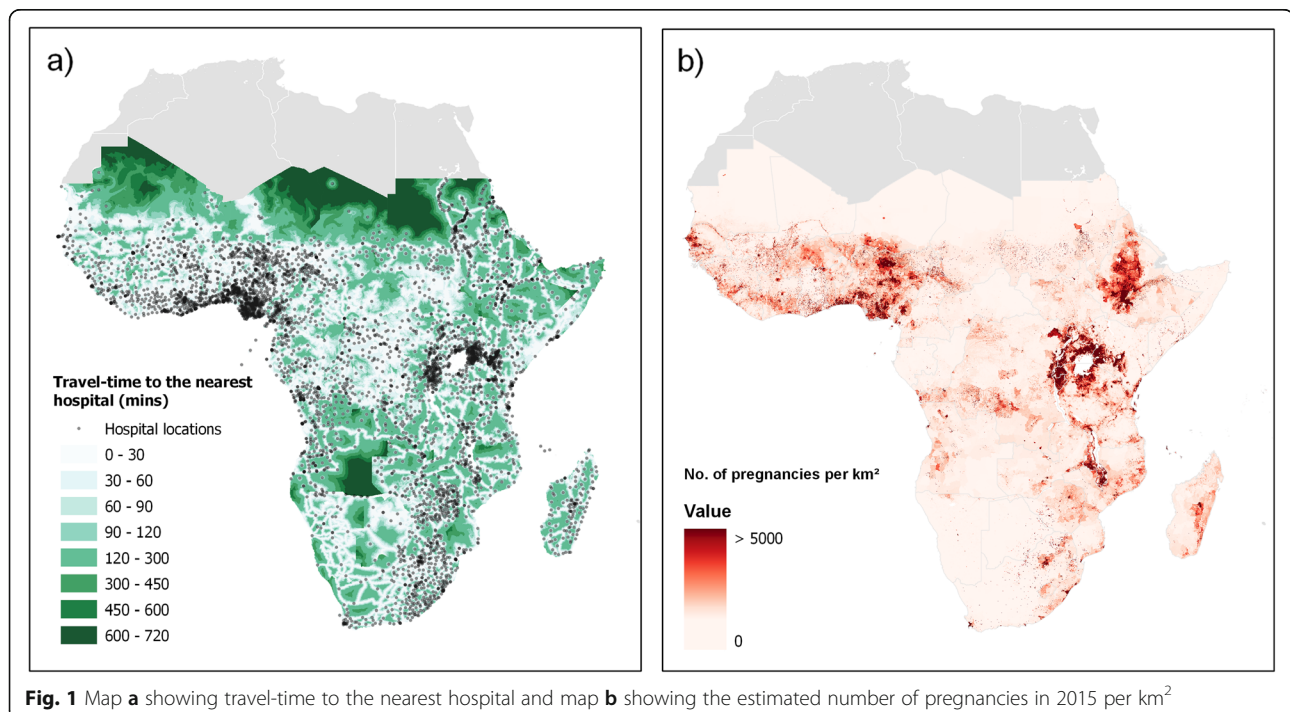 a)
Travel-time to the nearest
hospital (mins)
Hospital locations
0 - 30
30 - 60
60 - 90
90 - 120
120 - 300
300 - 450
450 - 600
600 - 720
b)
No. of pregnancies per km²
Value
> 5000
0
Fig. 1 Map a showing travel-time to the nearest hospital and map b showing the estimated number of pregnancies in 2015 per km²